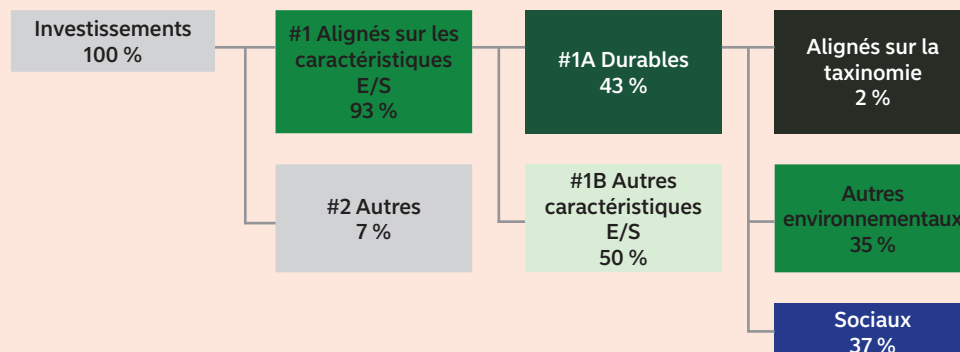 Investissements
100 %
#1 Alignés sur les
caractéristiques
E/S
93 %
#2 Autres
7 %
#1A Durables
43 %
#1B Autres
caractéristiques
E/S
50 %
Alignés sur la
taxinomie
2 %
Autres
environnementaux
35 %
Sociaux
37 %